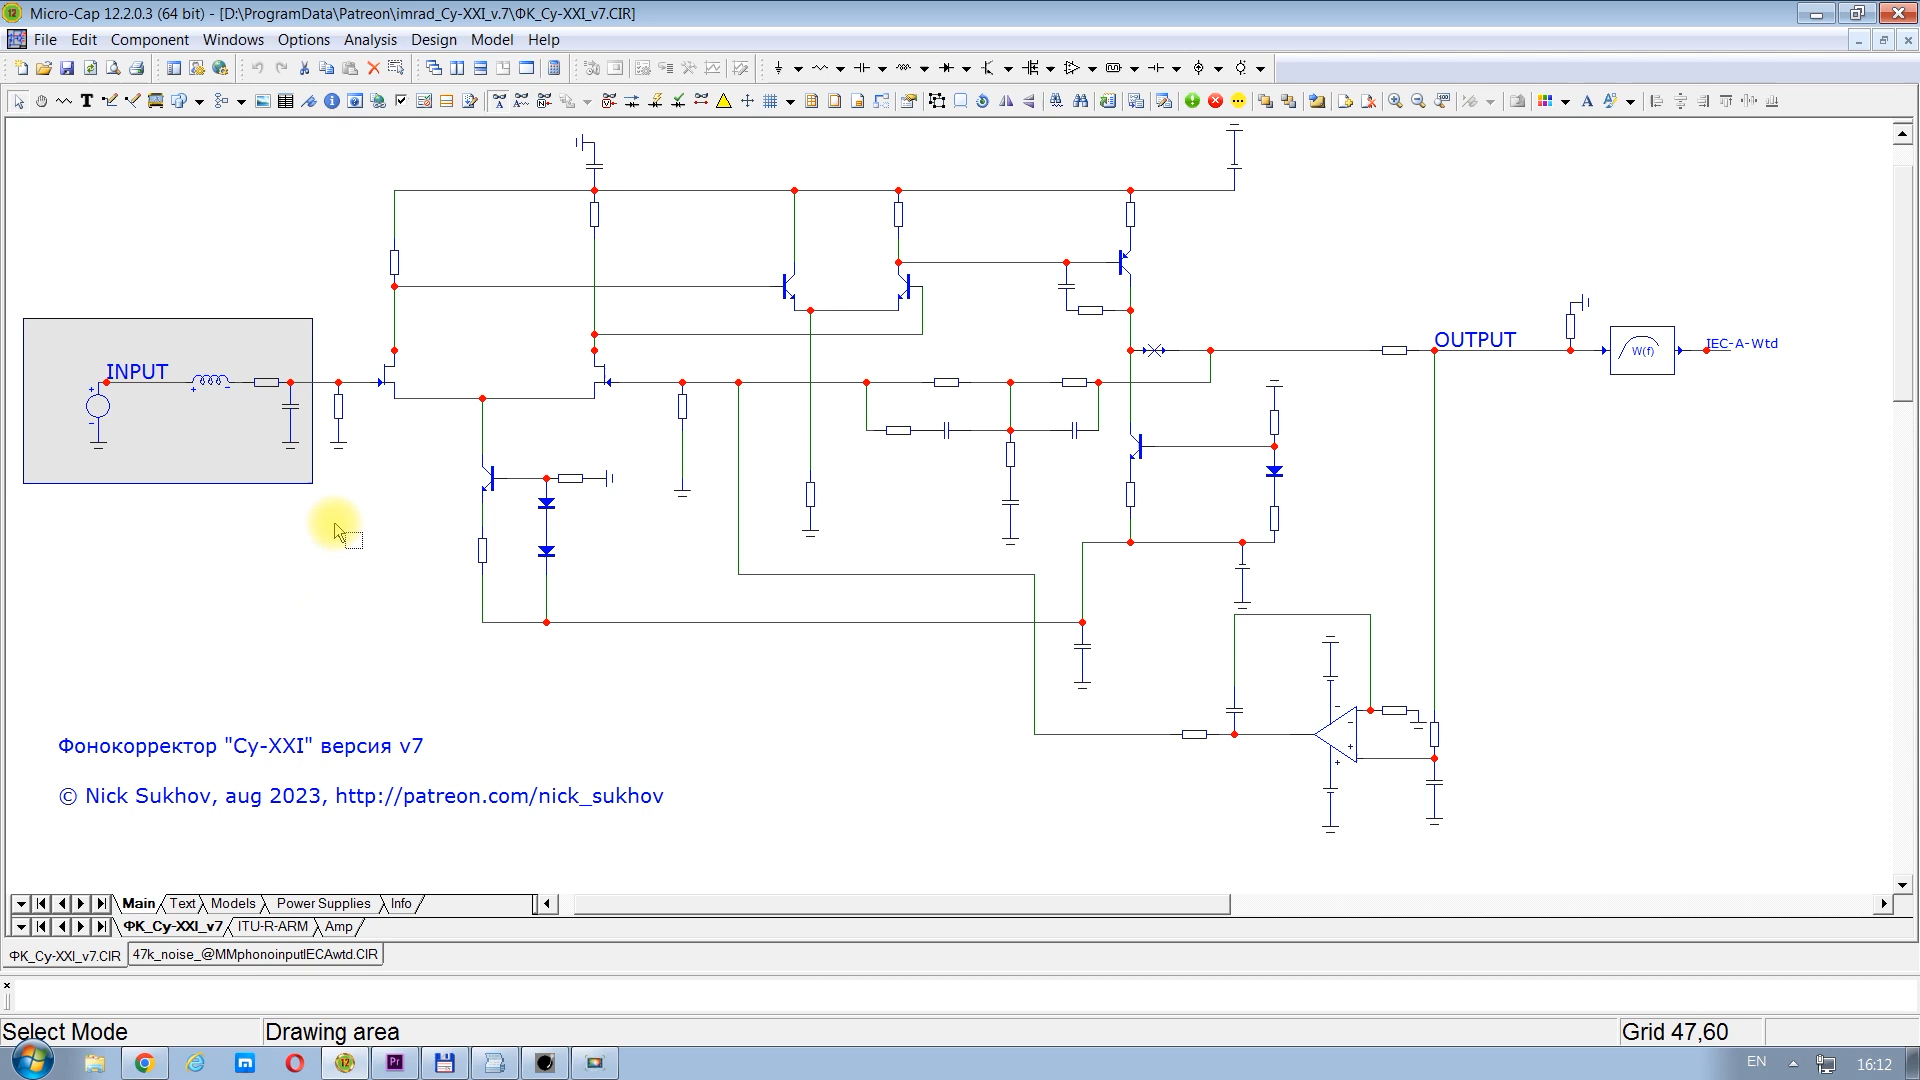 Micro-Cap 12.2.0.3 (64 bit) - [D:\ProgramData\Patreon\imrad_Cy-XXI_v.7\ФК_Су-XXI_v7.CIR]
File Edit Component Windows Options Analysis Design Model Help
INPUT
OUTPUT
W(f)
IEC-A-Wtd
Фонокорректор "Су-XXI" версия v7
© Nick Sukhov, aug 2023, http://patreon.com/nick_sukhov
Main Text Models Power Supplies Info
ФК_Су-XXI_v7 ITU-R-ARM Amp
ФК_Су-XXI_v7.CIR 47k_noise_@MMphonoinputIECAwtd.CIR
Select Mode Drawing area Grid 47,60
EN 16:12